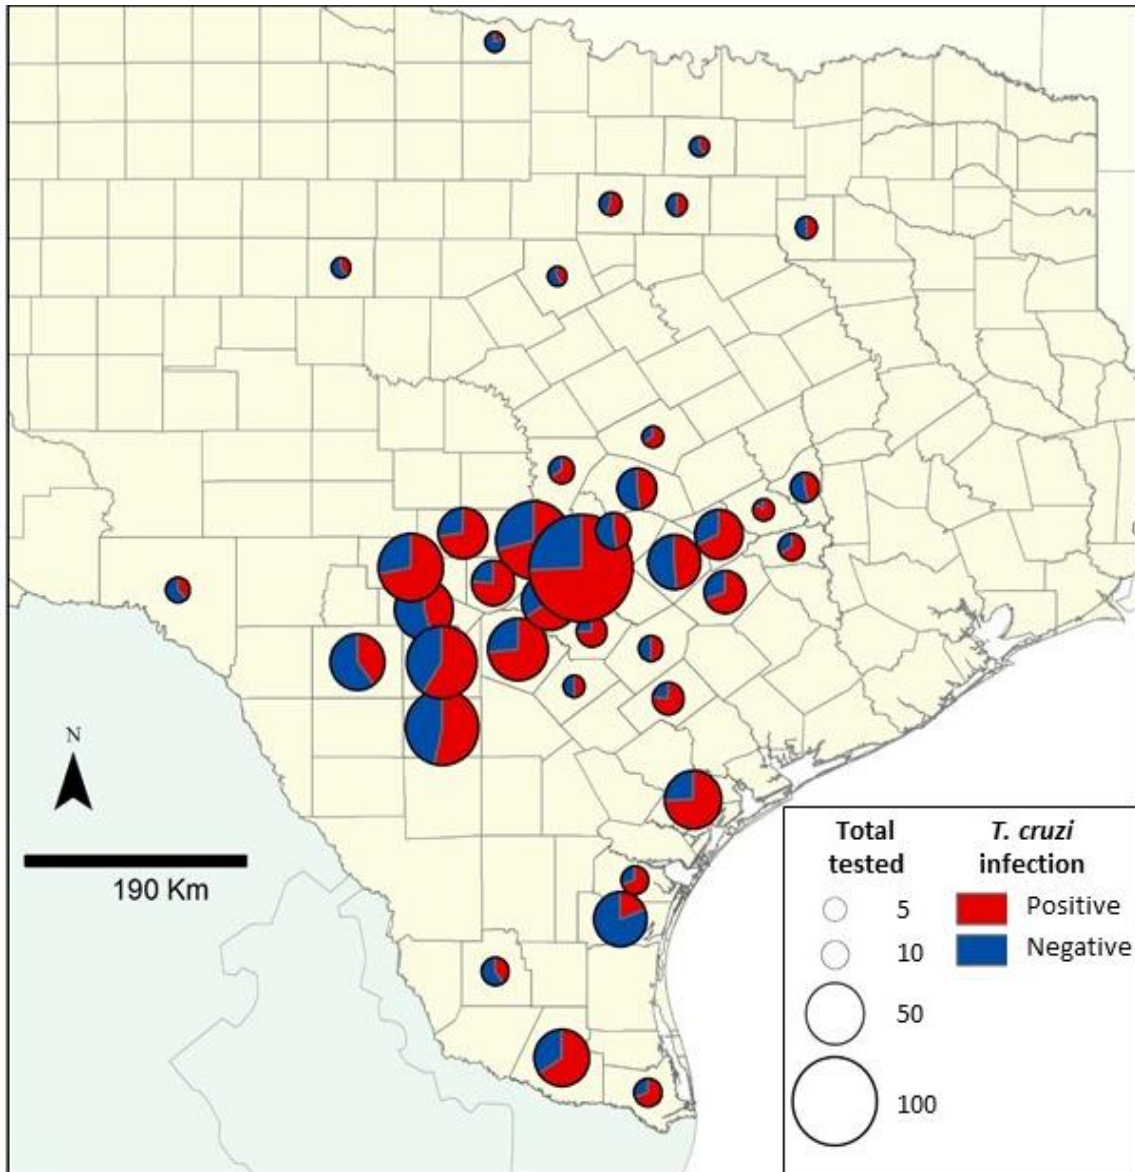 N
190 Km
Total tested
T. cruzi infection
5
10
50
100
Positive
Negative